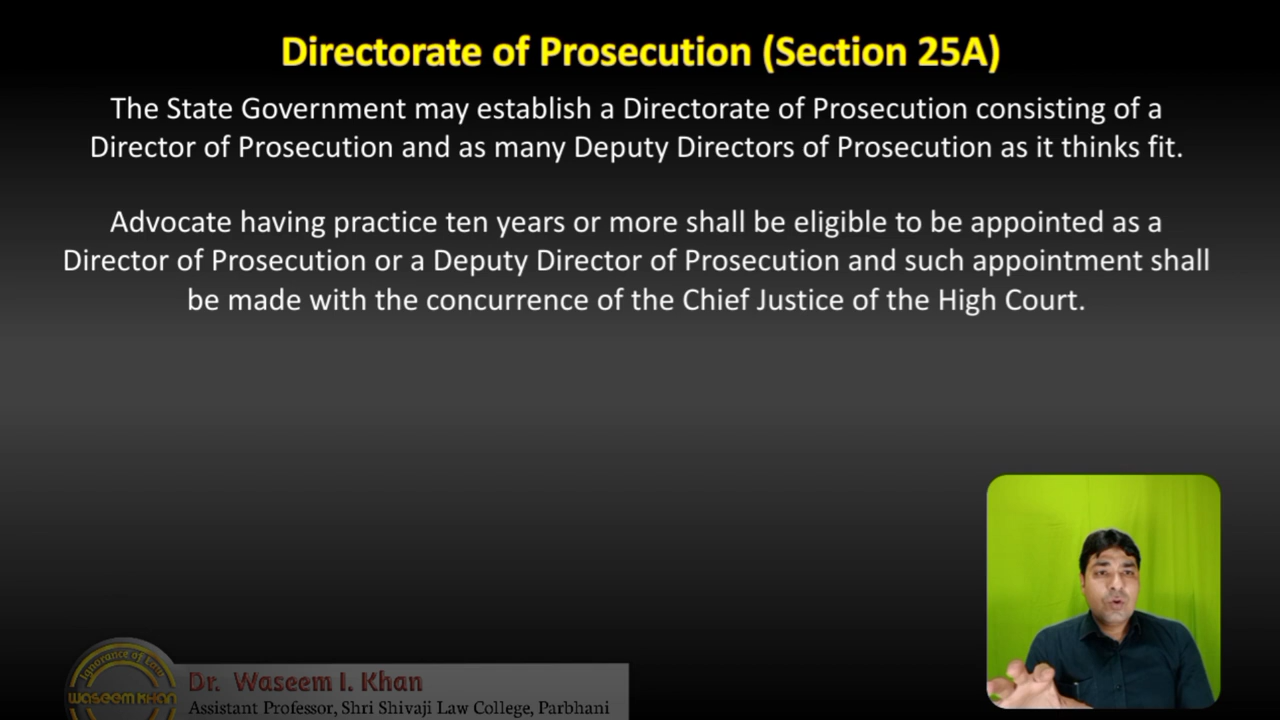 Directorate of Prosecution (Section 25A)
The State Government may establish a Directorate of Prosecution consisting of a
Director of Prosecution and as many Deputy Directors of Prosecution as it thinks fit.
Advocate having practice ten years or more shall be eligible to be appointed as a
Director of Prosecution or a Deputy Director of Prosecution and such appointment shall
be made with the concurrence of the Chief Justice of the High Court.
Ignorance of Law
WASEEM KHAN
Dr. Waseem I. Khan
Assistant Professor, Shri Shivaji Law College, Parbhani